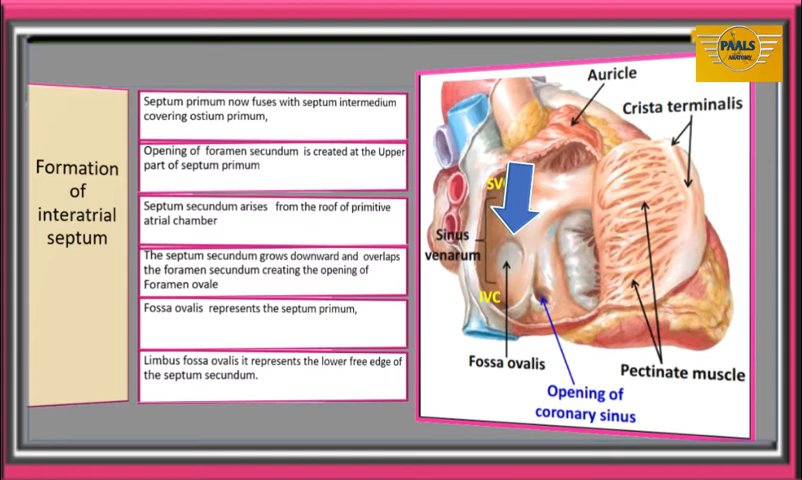 PAALS
ANATOMY
Formation
of
interatrial
septum
Septum primum now fuses with septum intermedium
covering ostium primum,
Opening of foramen secundum is created at the Upper
part of septum primum
Septum secundum arises from the roof of primitive
atrial chamber
The septum secundum grows downward and overlaps
the foramen secundum creating the opening of
Foramen ovale
Fossa ovalis represents the septum primum,
Limbus fossa ovalis it represents the lower free edge of
the septum secundum.
Auricle
Crista terminalis
SVC
Sinus
venarum
IVC
Fossa ovalis
Pectinate muscle
Opening of
coronary sinus